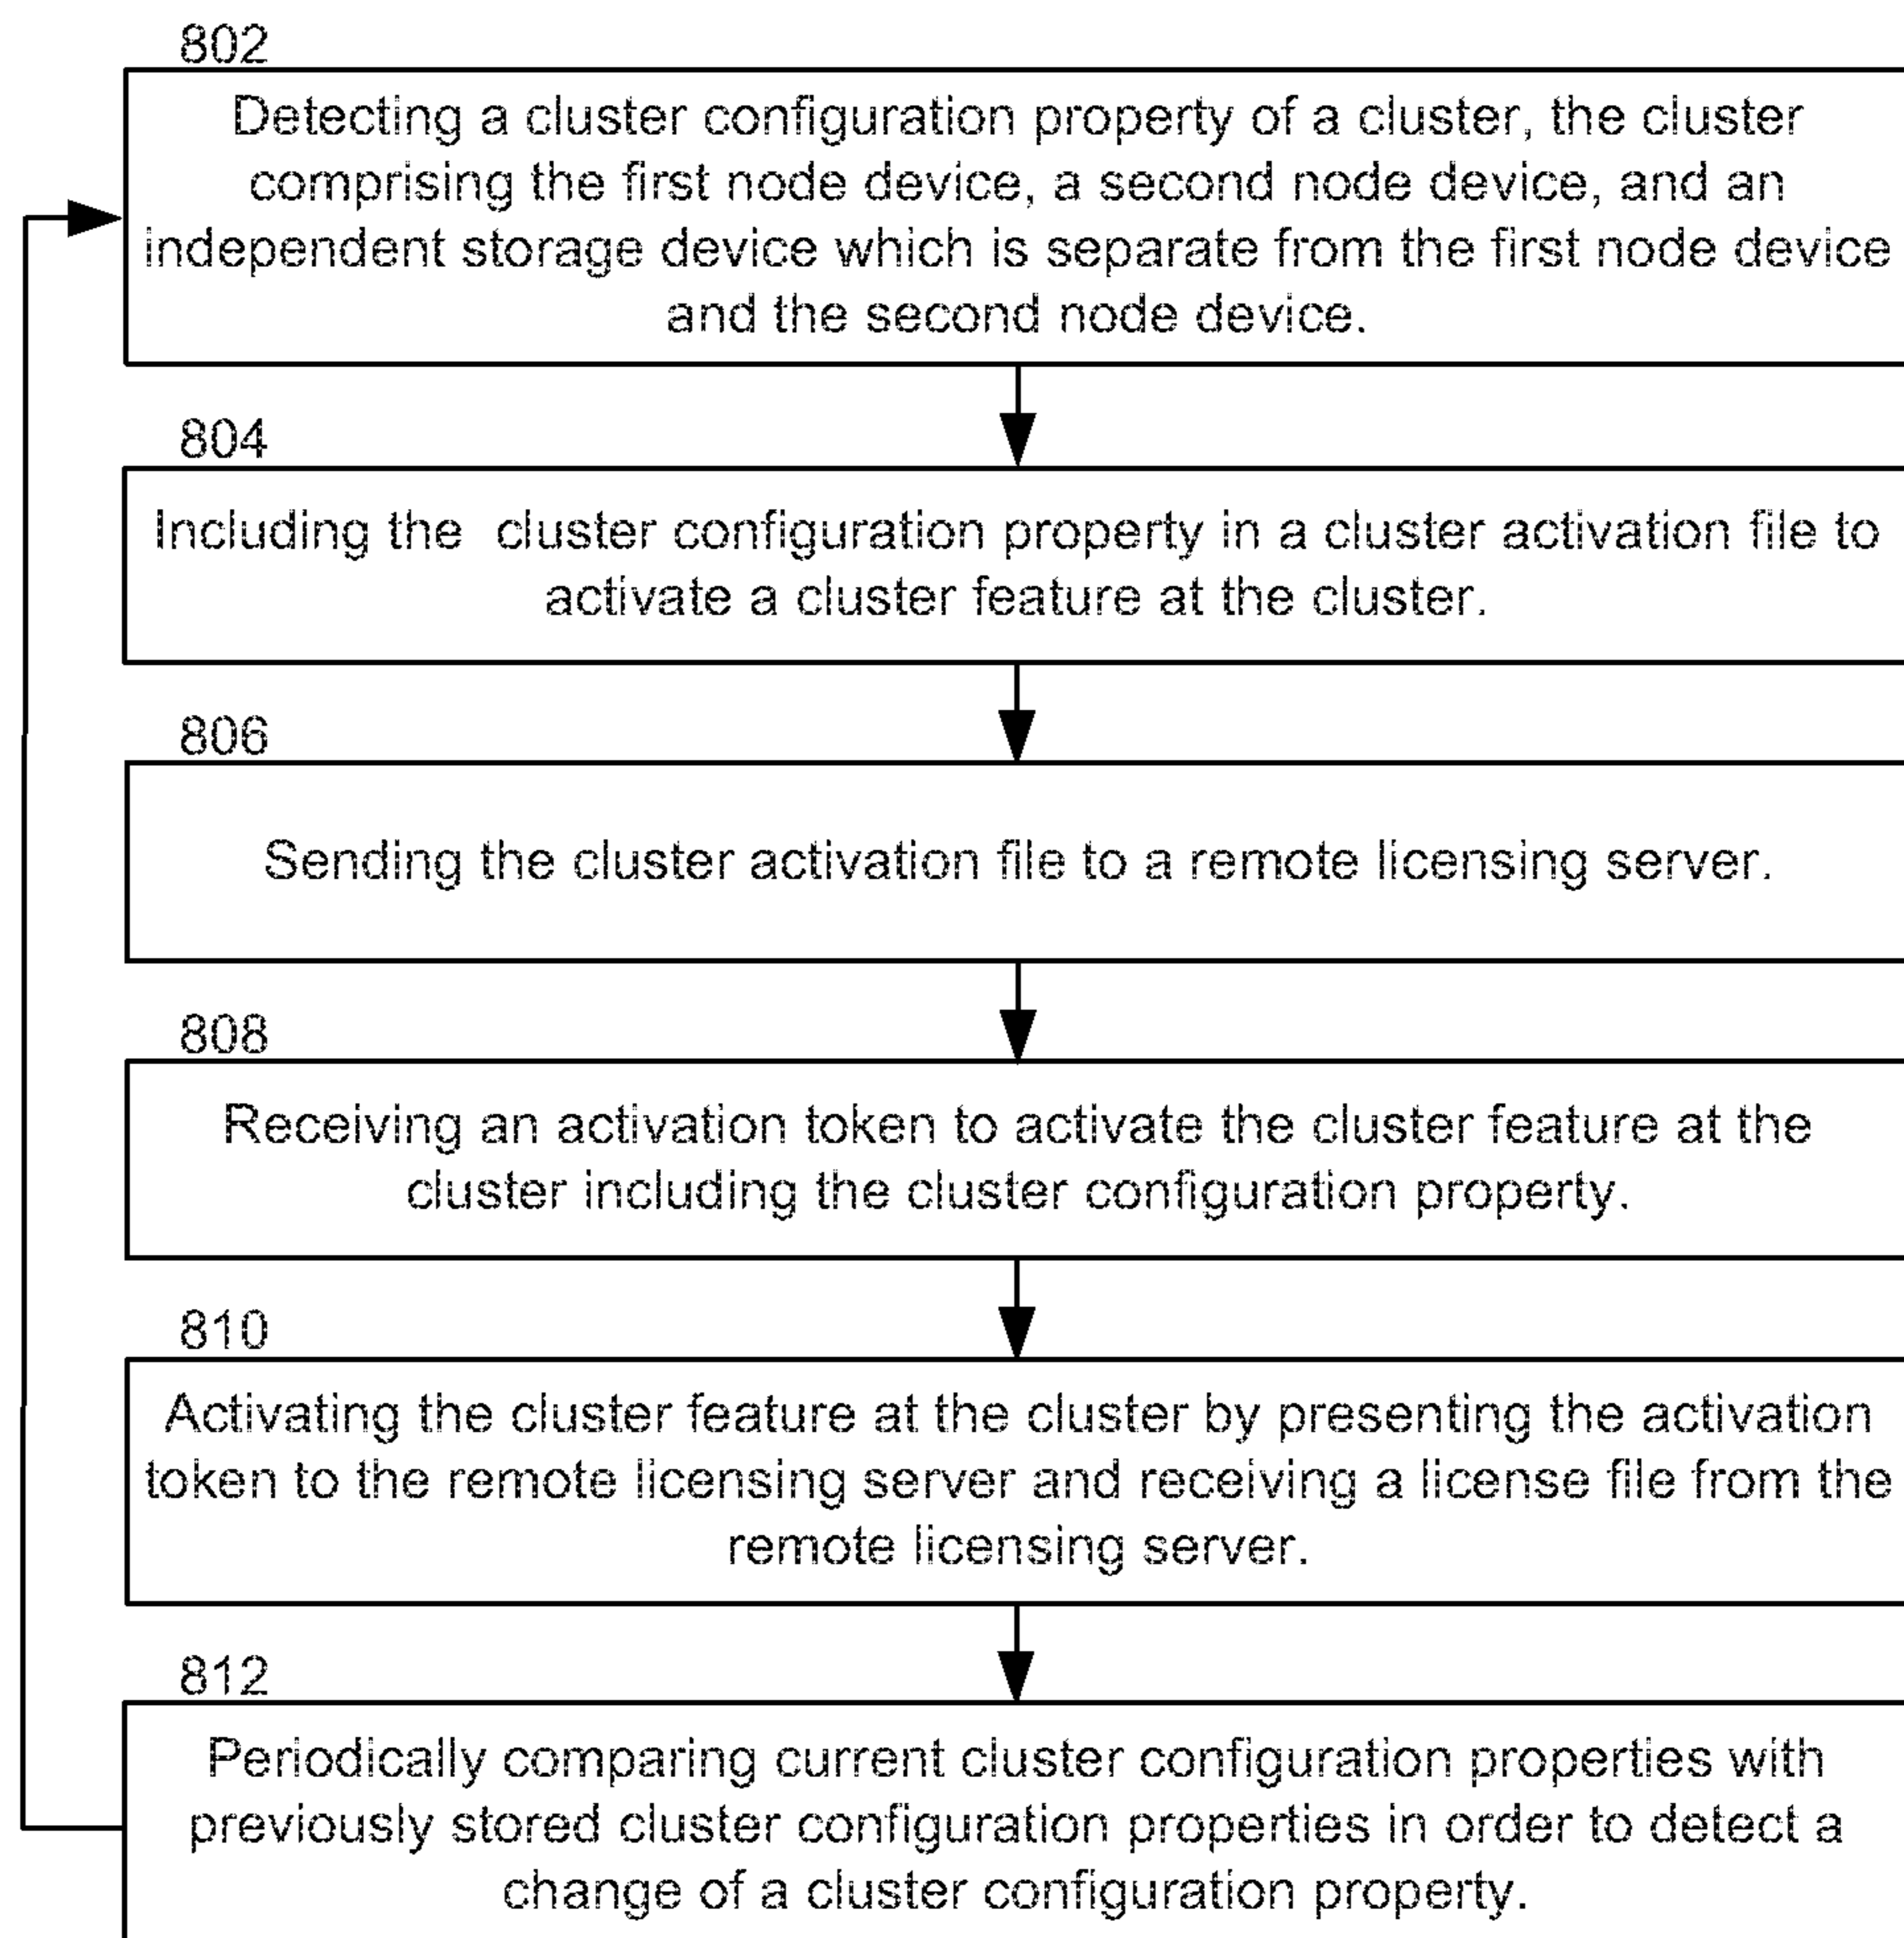 802
Detecting a cluster configuration property of a cluster, the cluster
comprising the first node device, a second node device, and an
independent storage device which is separate from the first node device
and the second node device.
804
Including the  cluster configuration property in a cluster activation file to
activate a cluster feature at the cluster.
806
Sending the cluster activation file to a remote licensing server.
808
Receiving an activation token to activate the cluster feature at the
cluster including the cluster configuration property.
810
Activating the cluster feature at the cluster by presenting the activation
token to the remote licensing server and receiving a license file from the
remote licensing server.
812
Periodically comparing current cluster configuration properties with
previously stored cluster configuration properties in order to detect a
change of a cluster configuration property.